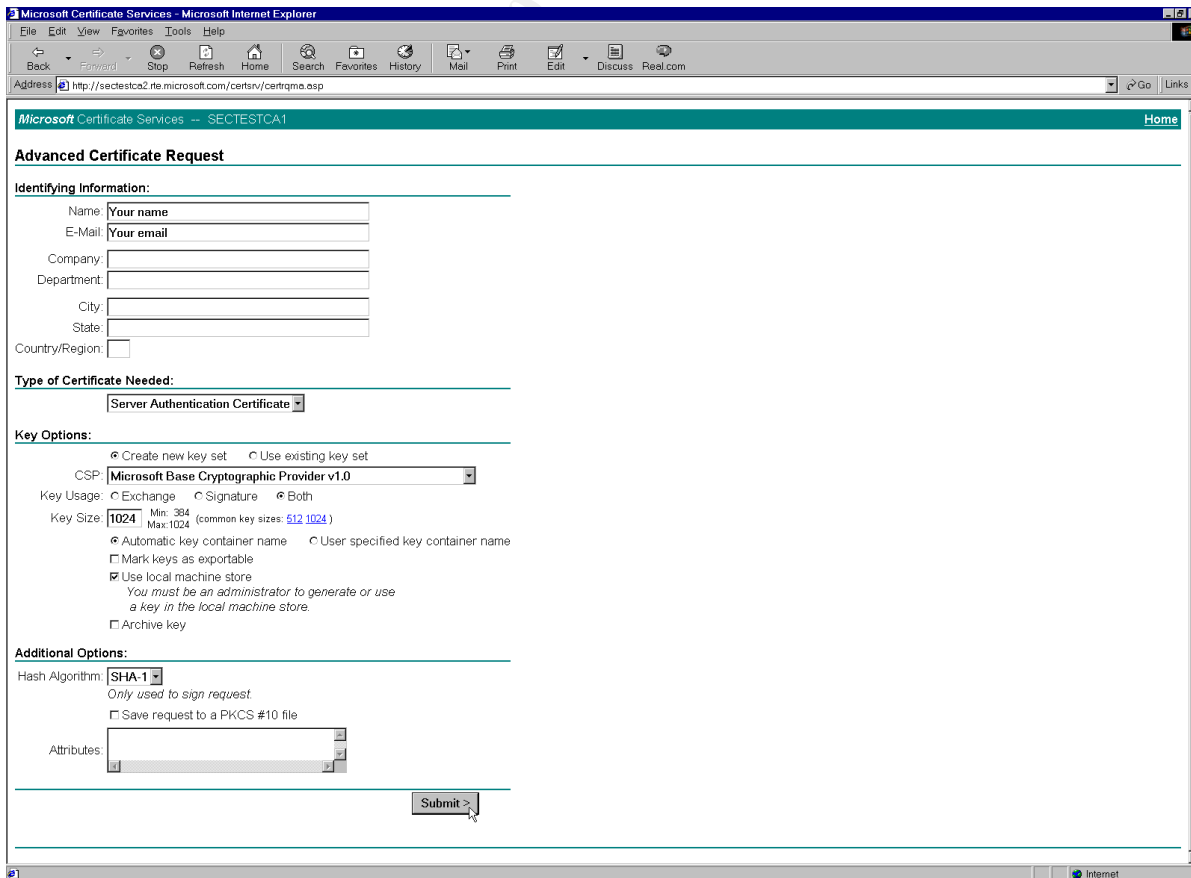 Microsoft Certificate Services - Microsoft Internet Explorer
File Edit View Favorites Tools Help
Back Forward Stop Refresh Home Search Favorites History Mail Print Edit Discuss Real.com
Address http://sectestca2.rte.microsoft.com/certsrv/certrqma.asp Go Links
Microsoft Certificate Services -- SECTESTCA1 Home
Advanced Certificate Request
Identifying Information:
Name: Your name
E-Mail: Your email
Company:
Department:
City:
State:
Country/Region:
Type of Certificate Needed:
Server Authentication Certificate
Key Options:
Create new key set Use existing key set
CSP: Microsoft Base Cryptographic Provider v1.0
Key Usage: Exchange Signature Both
Key Size: 1024 Min: 384 Max:1024 (common key sizes: 512 1024 )
Automatic key container name User specified key container name
Mark keys as exportable
Use local machine store
You must be an administrator to generate or use
a key in the local machine store.
Archive key
Additional Options:
Hash Algorithm: SHA-1
Only used to sign request.
Save request to a PKCS #10 file
Attributes:
Submit >
Internet